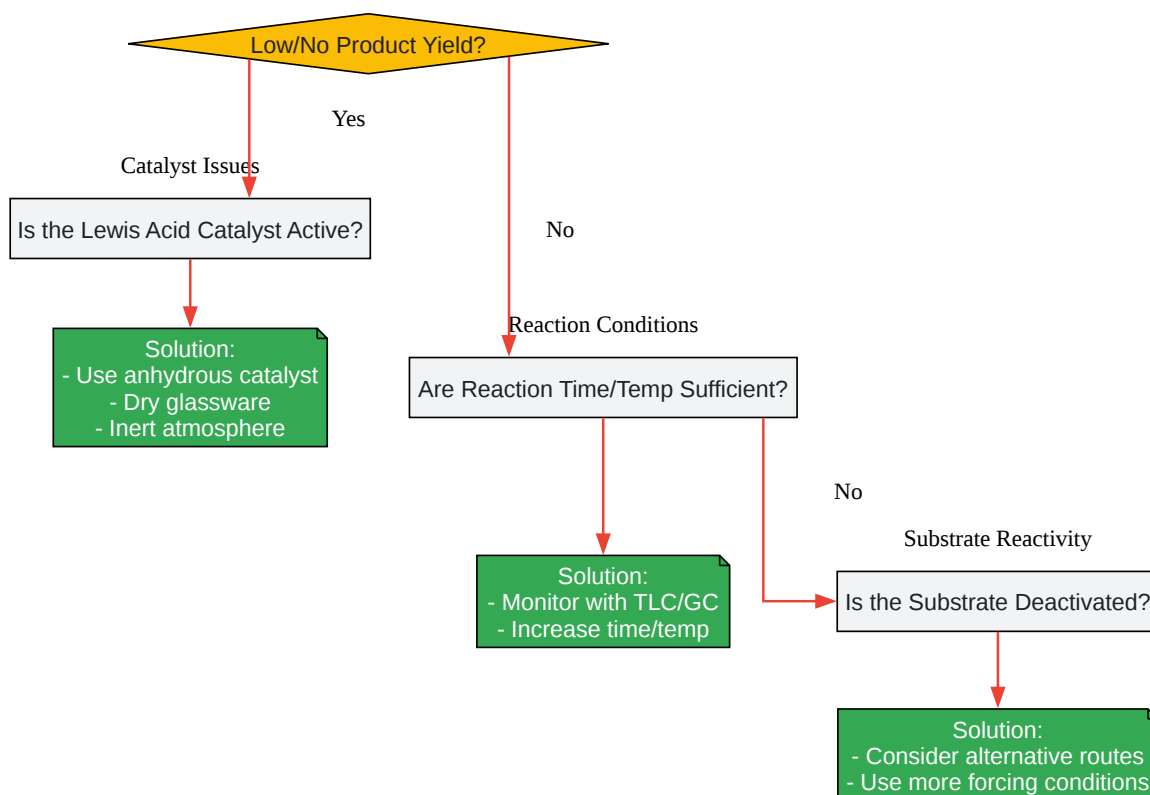 Low/No Product Yield?
Yes
Catalyst Issues
Is the Lewis Acid Catalyst Active?
No
Solution:
- Use anhydrous catalyst
- Dry glassware
- Inert atmosphere
Reaction Conditions
Are Reaction Time/Temp Sufficient?
No
Substrate Reactivity
Solution:
- Monitor with TLC/GC
- Increase time/temp
Is the Substrate Deactivated?
Solution:
- Consider alternative routes
- Use more forcing conditions